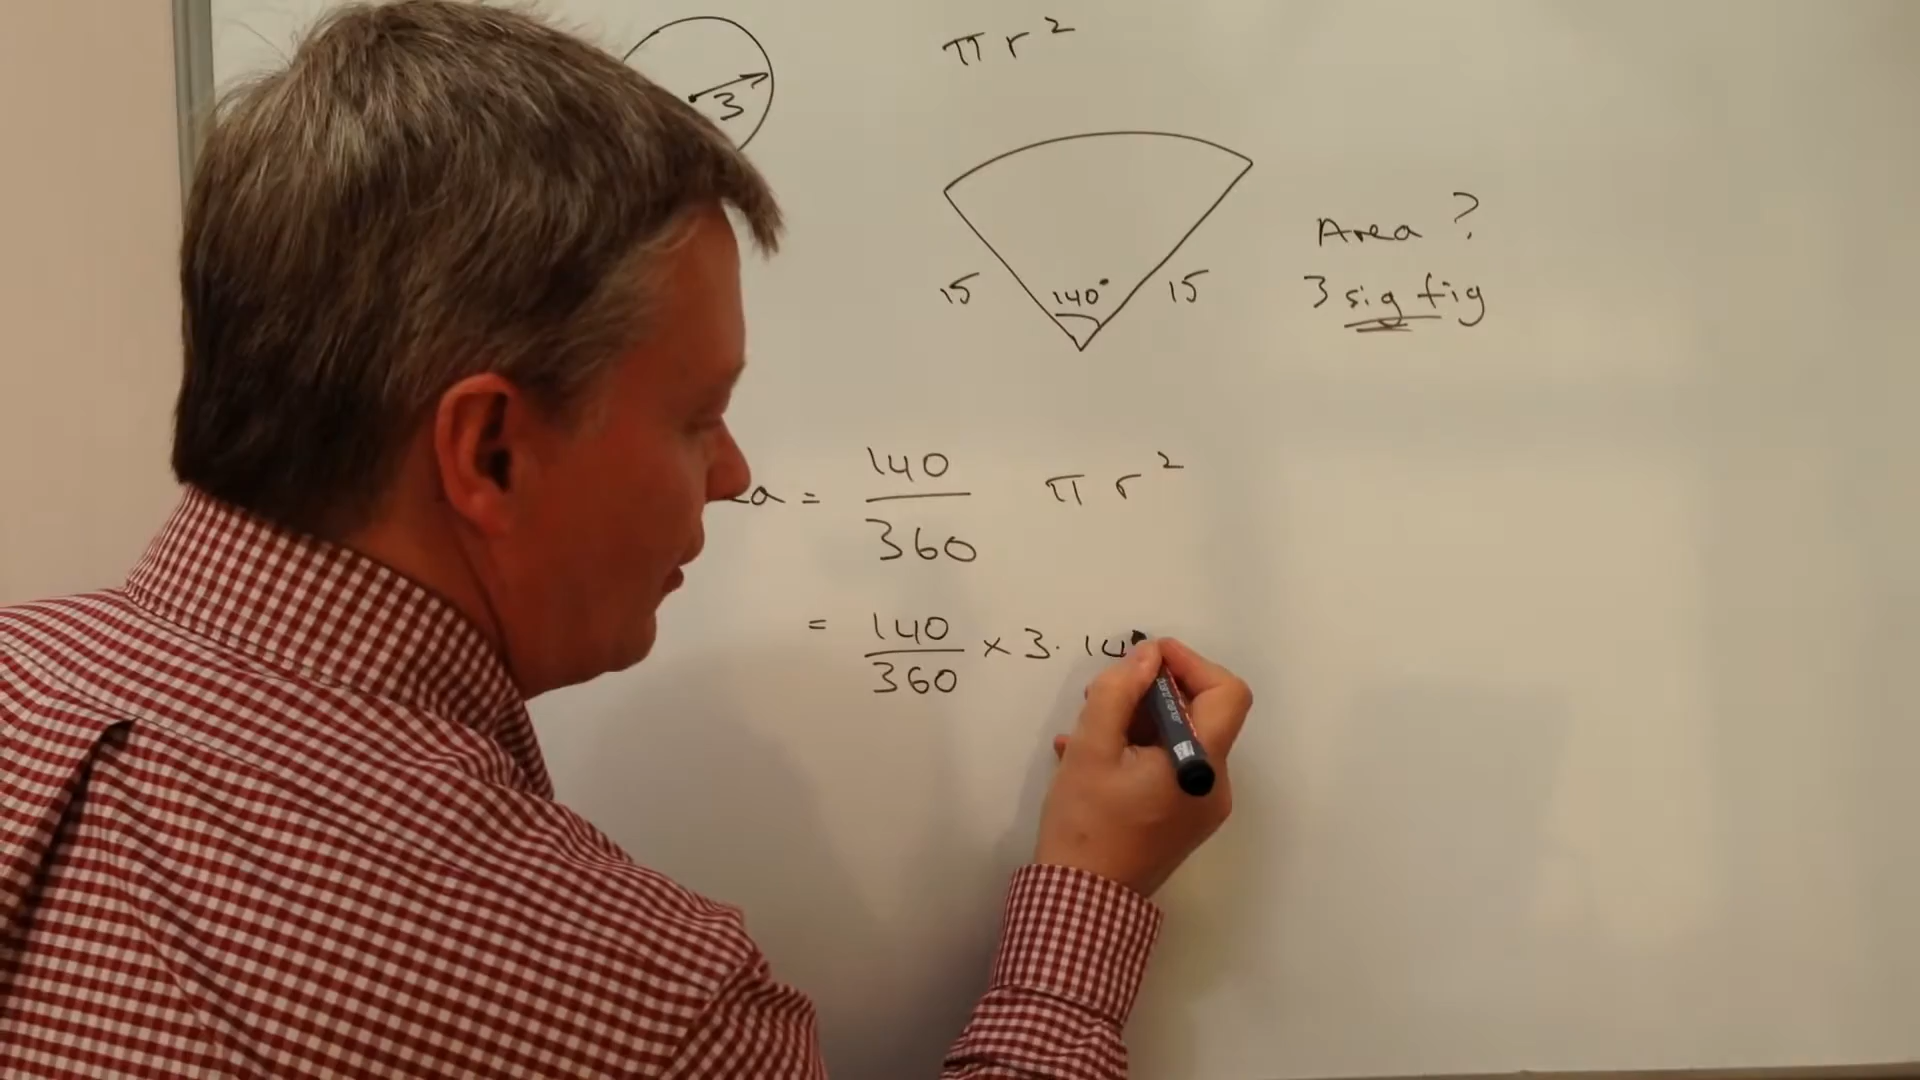 3
πr²
15 140° 15
Area ?
3 sig fig
a = 140/360 πr²
= 140/360 × 3.14